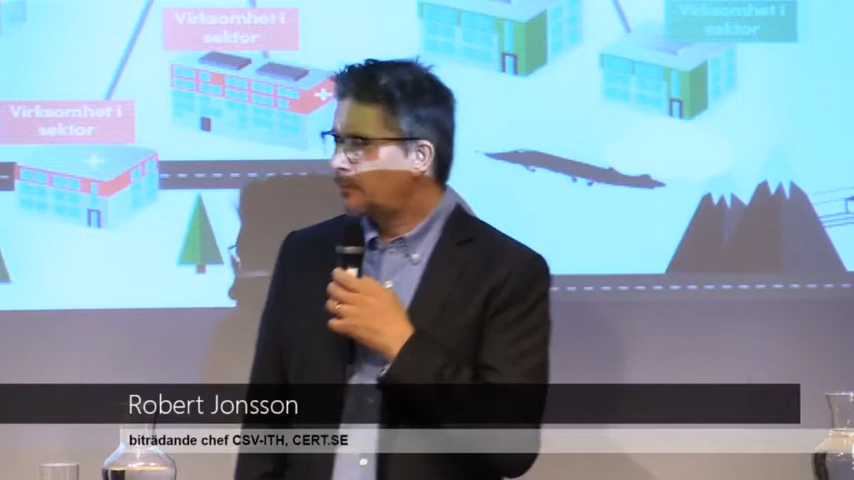 Virksomhet i
sektor
Virksomhet i
sektor
Virksomhet i
sektor
Robert Jonsson
biträdande chef CSV-ITH, CERT.SE